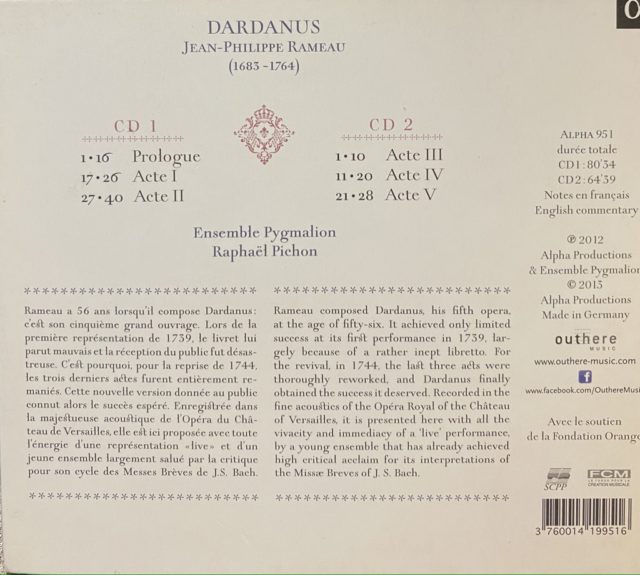 DARDANUS
Jean-Philippe Rameau
(1683 -1764)
CD 1
1•16 Prologue
17•26 Acte I
27•40 Acte II
CD 2
1•10 Acte III
11•20 Acte IV
21•28 Acte V
Ensemble Pygmalion
Raphaël Pichon
Rameau a 56 ans lorsqu'il compose Dardanus :
c'est son cinquième grand ouvrage. Lors de la
première représentation de 1739, le livret lui
parut mauvais et la réception du public fut désas-
treuse. C'est pourquoi, pour la reprise de 1744,
les trois derniers actes furent entièrement re-
maniés. Cette nouvelle version donnée au public
connut alors le succès espéré. Enregistrée dans
la majestueuse acoustique de l'Opéra du Châ-
teau de Versailles, elle est ici proposée avec toute
l'énergie d'une représentation «live» et d'un
jeune ensemble largement salué par la critique
pour son cycle des Messes Brèves de J.S. Bach.
Rameau composed Dardanus, his fifth opera,
at the age of fifty-six. It achieved only limited
success at its first performance in 1739, lar-
gely because of a rather inept libretto. For
the revival, in 1744, the last three acts were
thoroughly reworked, and Dardanus finally
obtained the success it deserved. Recorded in the
fine acoustics of the Opéra Royal of the Château
of Versailles, it is presented here with all the
vivacity and immediacy of a 'live' performance,
by a young ensemble that has already achieved
high critical acclaim for its interpretations of
the Missæ Breves of J. S. Bach.
Alpha 951
durée totale
CD1 : 80'34
CD2 : 64'39
Notes en français
English commentary
℗ 2012
Alpha Productions
& Ensemble Pygmalion
© 2013
Alpha Productions
Made in Germany
outhere
MUSIC
www.outhere-music.com
f
www.facebook.com/OuthereMusi
Avec le soutien
de la Fondation Orange
SCPP
FCM
LE FONDS POUR LA
CRÉATION MUSICALE
3 760014 199516